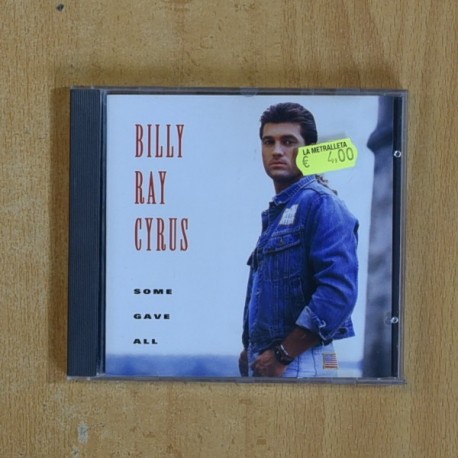 BILLY
RAY
CYRUS
SOME
GAVE
ALL
LA METRALLETA
€ 4,00